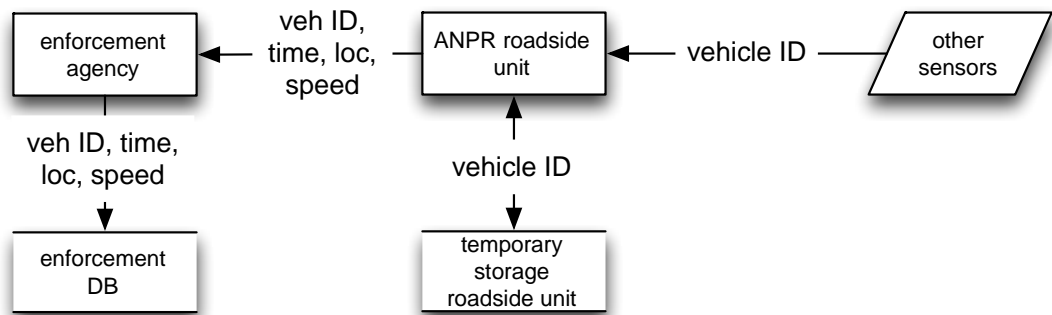 enforcement
agency
veh ID,
time, loc,
speed
ANPR roadside
unit
vehicle ID
other
sensors
veh ID, time,
loc, speed
vehicle ID
enforcement
DB
temporary
storage
roadside unit